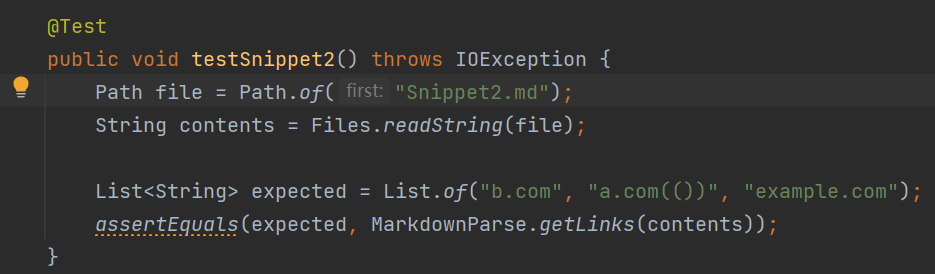 @Test
public void testSnippet2() throws IOException {
Path file = Path.of( first: "Snippet2.md");
String contents = Files.readString(file);
List<String> expected = List.of("b.com", "a.com(())", "example.com");
assertEquals(expected, MarkdownParse.getLinks(contents));
}